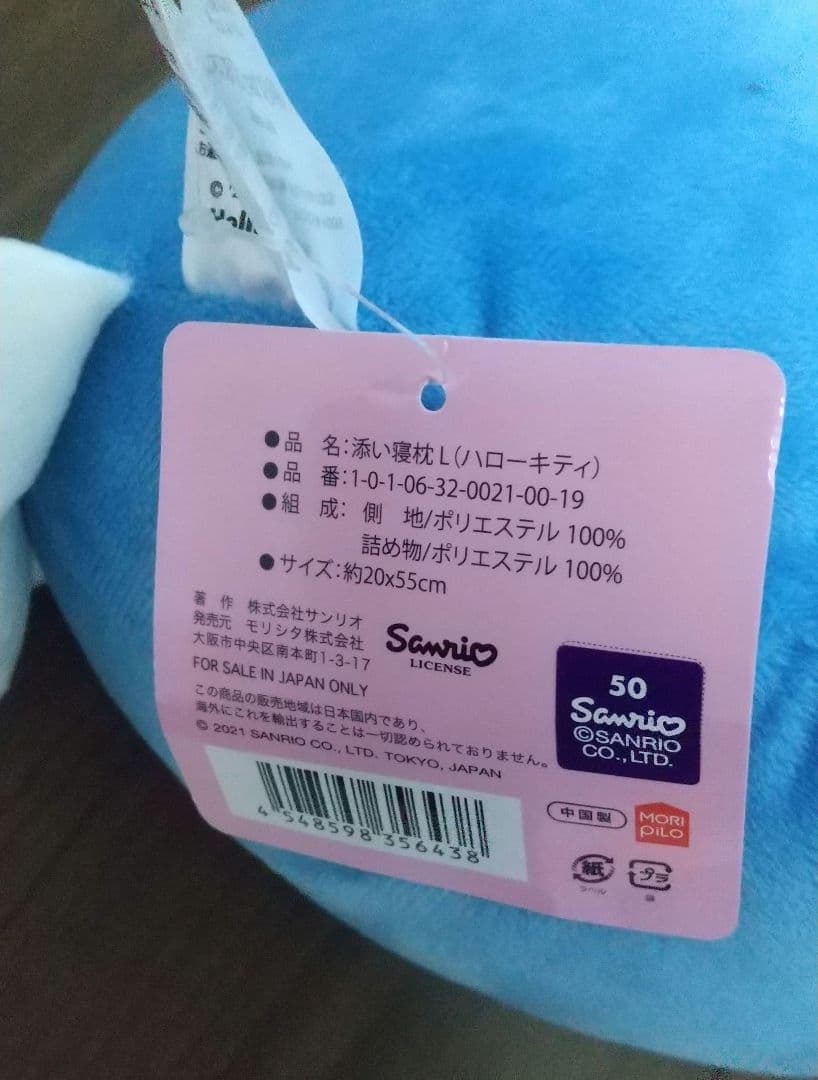 ©
●品　名：添い寝枕L（ハローキティ）
●品　番：1-0-1-06-32-0021-00-19
●組　成：側　地/ポリエステル 100%
詰め物/ポリエステル 100%
●サイズ：約20x55cm
著　作　株式会社サンリオ
発売元　モリシタ株式会社
大阪市中央区南本町1-3-17
FOR SALE IN JAPAN ONLY
この商品の販売地域は日本国内であり、
海外にこれを輸出することは一切認められておりません。
© 2021 SANRIO CO., LTD. TOKYO, JAPAN
Sanrio
LICENSE
50
Sanrio
©SANRIO
CO.,LTD.
4 548598 356438
中国製
MORI
PiLO
紙
ラベル
プラ